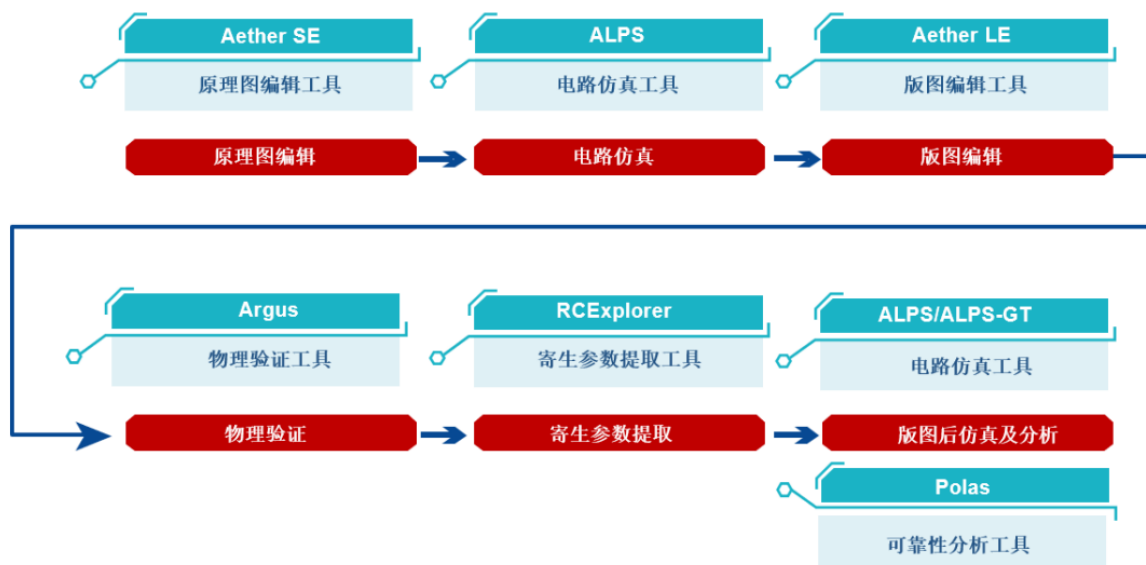 Aether SE
原理图编辑工具
ALPS
电路仿真工具
Aether LE
版图编辑工具
原理图编辑
电路仿真
版图编辑
Argus
物理验证工具
RCExplorer
寄生参数提取工具
ALPS/ALPS-GT
电路仿真工具
物理验证
寄生参数提取
版图后仿真及分析
Polas
可靠性分析工具